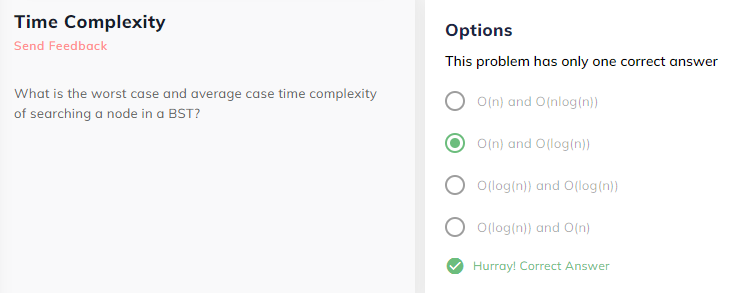 Time Complexity
Send Feedback
What is the worst case and average case time complexity
of searching a node in a BST?
Options
This problem has only one correct answer
O(n) and O(nlog(n))
O(n) and O(log(n))
O(log(n)) and O(log(n))
O(log(n)) and O(n)
Hurray! Correct Answer